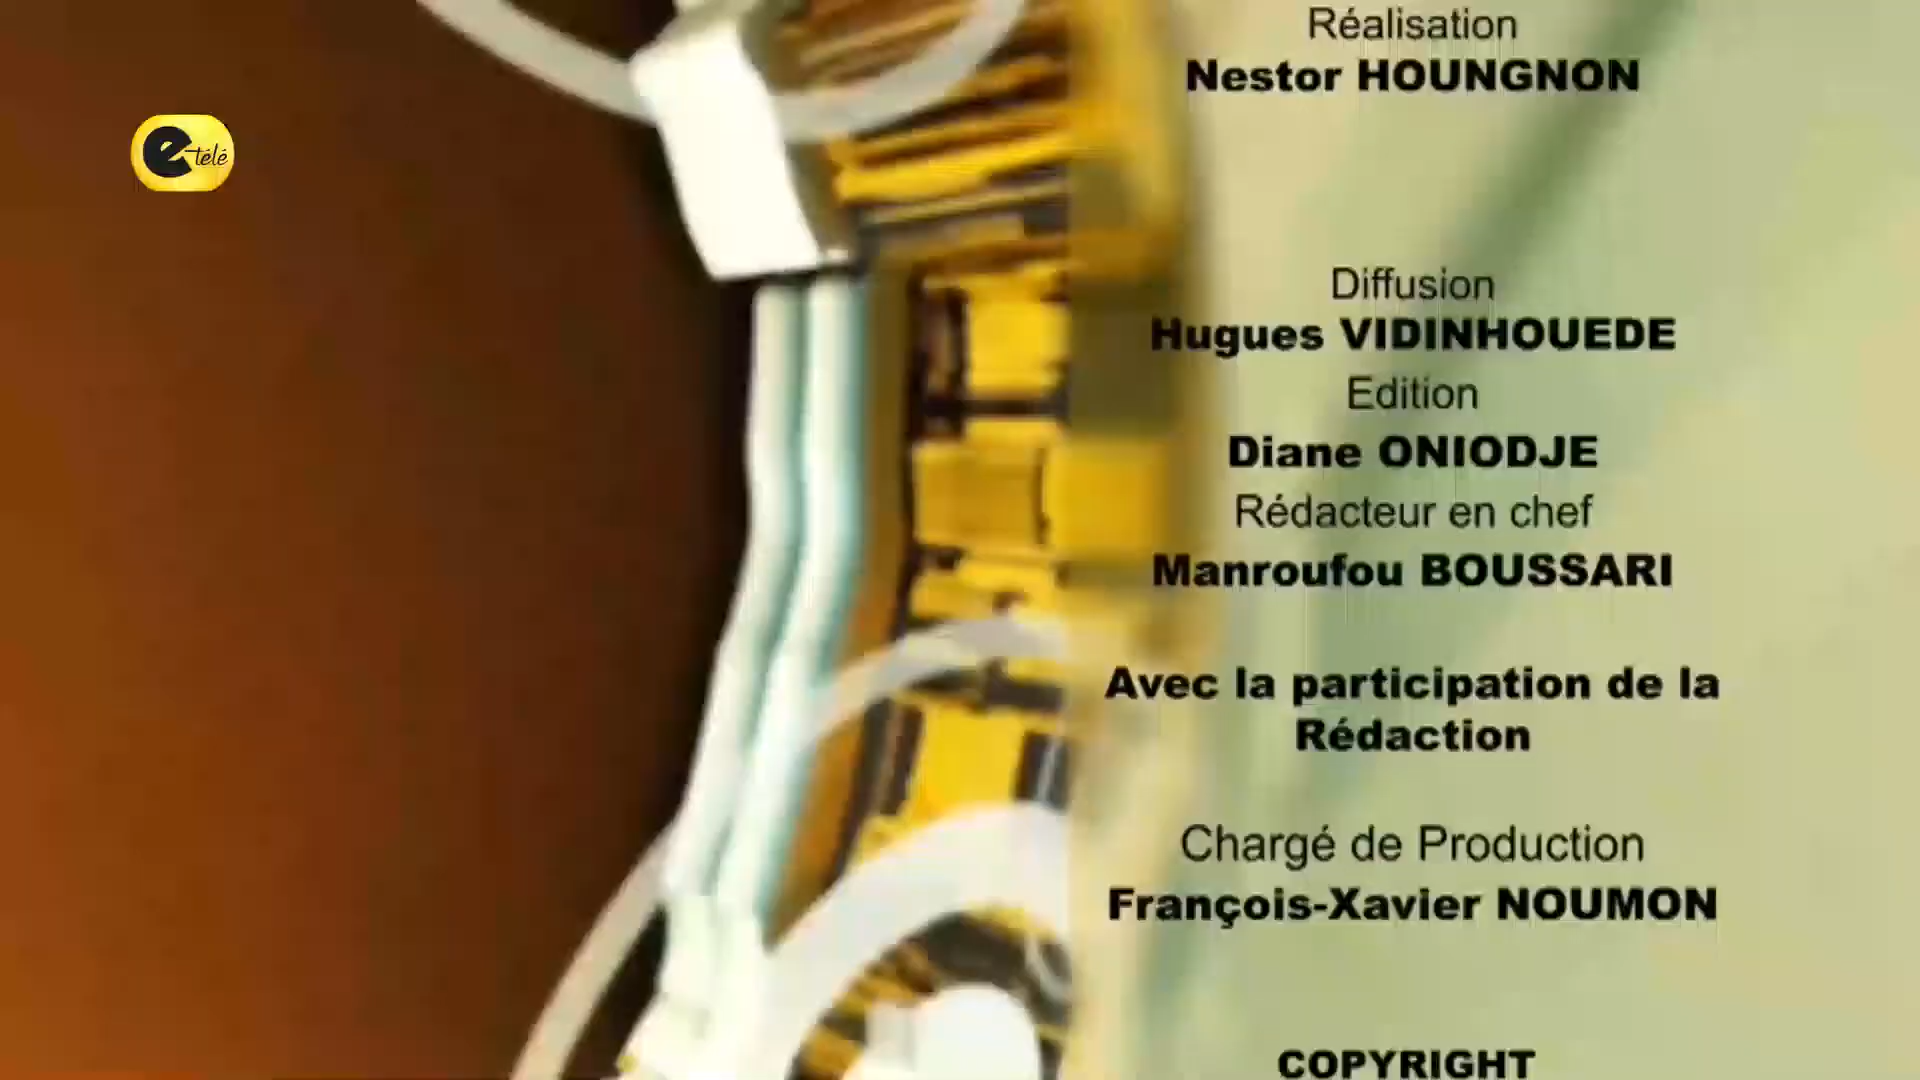 e télé
Réalisation
Nestor HOUNGNON
Diffusion
Hugues VIDINHOUEDE
Edition
Diane ONIODJE
Rédacteur en chef
Manroufou BOUSSARI
Avec la participation de la
Rédaction
Chargé de Production
François-Xavier NOUMON
COPYRIGHT